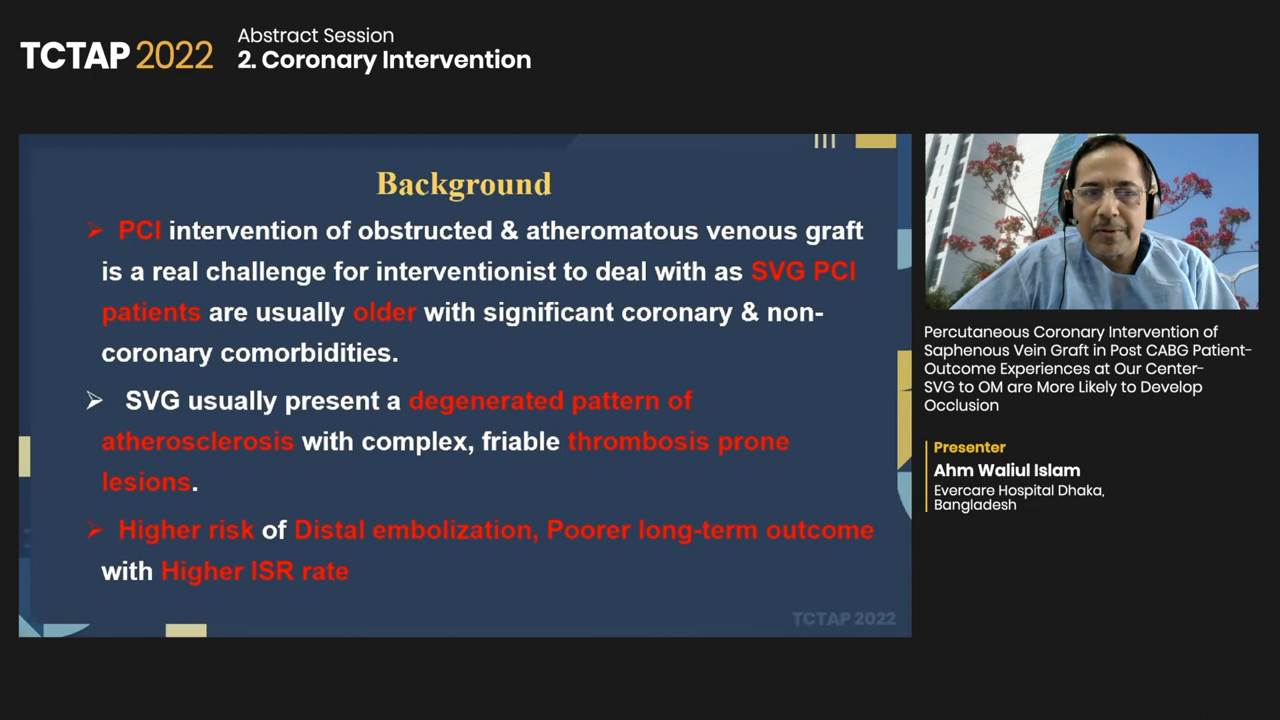 TCTAP 2022
Abstract Session
2. Coronary Intervention
Background
➢ PCI intervention of obstructed & atheromatous venous graft
is a real challenge for interventionist to deal with as SVG PCI
patients are usually older with significant coronary & non-
coronary comorbidities.
➢ SVG usually present a degenerated pattern of
atherosclerosis with complex, friable thrombosis prone
lesions.
➢ Higher risk of Distal embolization, Poorer long-term outcome
with Higher ISR rate
TCTAP 2022
Percutaneous Coronary Intervention of
Saphenous Vein Graft in Post CABG Patient-
Outcome Experiences at Our Center-
SVG to OM are More Likely to Develop
Occlusion
Presenter
Ahm Waliul Islam
Evercare Hospital Dhaka,
Bangladesh